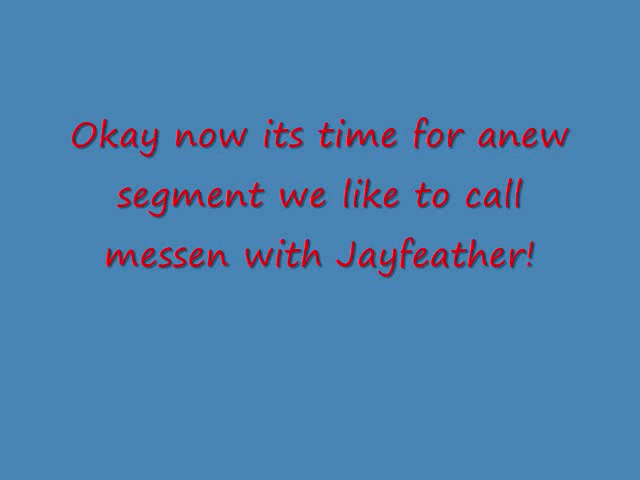 Okay now its time for anew
segment we like to call
messen with Jayfeather!